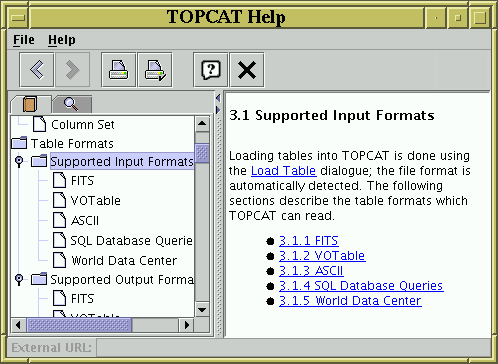 TOPCAT Help
File Help
Column Set
Table Formats
Supported Input Formats
FITS
VOTable
ASCII
SQL Database Querie
World Data Center
Supported Output Forma
FITS
VOTable
3.1 Supported Input Formats
Loading tables into TOPCAT is done using
the Load Table dialogue; the file format is
automatically detected. The following
sections describe the table formats which
TOPCAT can read.
3.1.1 FITS
3.1.2 VOTable
3.1.3 ASCII
3.1.4 SQL Database Queries
3.1.5 World Data Center
External URL: